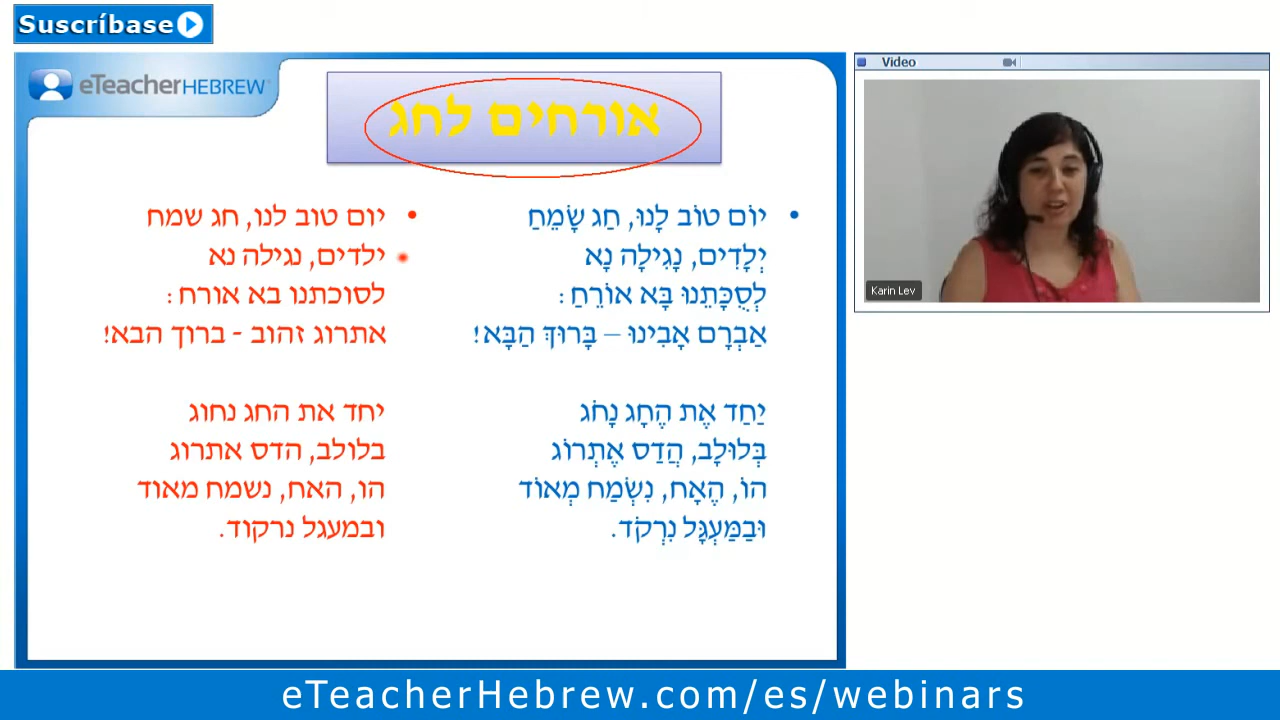 Suscríbase
eTeacherHEBREW
אורחים לחג
יוֹם טוֹב לָנוּ, חַג שָׂמֵחַ
יְלָדִים, נָגִילָה נָא
לְסֻכָּתֵנוּ בָּא אוֹרֵחַ :
אַבְרָם אָבִינוּ – בָּרוּךְ הַבָּא!
יַחַד אֶת הֶחָג נָחֹג
בְּלוּלָב, הֲדַס אֶתְרוֹג
הוֹ, הֶאָח, נִשְׂמַח מְאוֹד
וּבַמַּעְגָּל נִרְקֹד.
יום טוב לנו, חג שמח
ילדים, נגילה נא
לסוכתנו בא אורח :
אתרוג זהוב - ברוך הבא!
יחד את החג נחוג
בלולב, הדס אתרוג
הו, האח, נשמח מאוד
ובמעגל נרקוד.
Video
Karin Lev
eTeacherHebrew.com/es/webinars